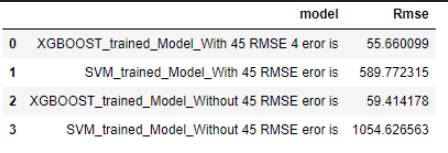 model Rmse
0 XGBOOST_trained_Model_With 45 RMSE 4 eror is 55.660099
1 SVM_trained_Model_With 45 RMSE eror is 589.772315
2 XGBOOST_trained_Model_Without 45 RMSE eror is 59.414178
3 SVM_trained_Model_Without 45 RMSE eror is 1054.626563